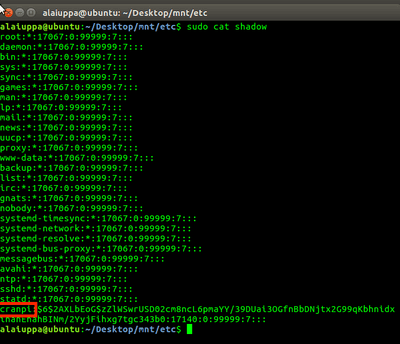 alaiuppa@ubuntu: ~/Desktop/mnt/etc
alaiuppa@ubuntu:~/Desktop/mnt/etc$ sudo cat shadow
root:*:17067:0:99999:7:::
daemon:*:17067:0:99999:7:::
bin:*:17067:0:99999:7:::
sys:*:17067:0:99999:7:::
sync:*:17067:0:99999:7:::
games:*:17067:0:99999:7:::
man:*:17067:0:99999:7:::
lp:*:17067:0:99999:7:::
mail:*:17067:0:99999:7:::
news:*:17067:0:99999:7:::
uucp:*:17067:0:99999:7:::
proxy:*:17067:0:99999:7:::
www-data:*:17067:0:99999:7:::
backup:*:17067:0:99999:7:::
list:*:17067:0:99999:7:::
irc:*:17067:0:99999:7:::
gnats:*:17067:0:99999:7:::
nobody:*:17067:0:99999:7:::
systemd-timesync:*:17067:0:99999:7:::
systemd-network:*:17067:0:99999:7:::
systemd-resolve:*:17067:0:99999:7:::
systemd-bus-proxy:*:17067:0:99999:7:::
messagebus:*:17067:0:99999:7:::
avahi:*:17067:0:99999:7:::
ntp:*:17067:0:99999:7:::
sshd:*:17067:0:99999:7:::
statd:*:17067:0:99999:7:::
cranpi:$6$2AXLbEoG$zZlWSwrUSD02cm8ncL6pmaYY/39DUai3OGfnBbDNjtx2G99qKbhnidx
:17140:0:99999:7:::
alaiuppa@ubuntu:~/Desktop/mnt/etc$